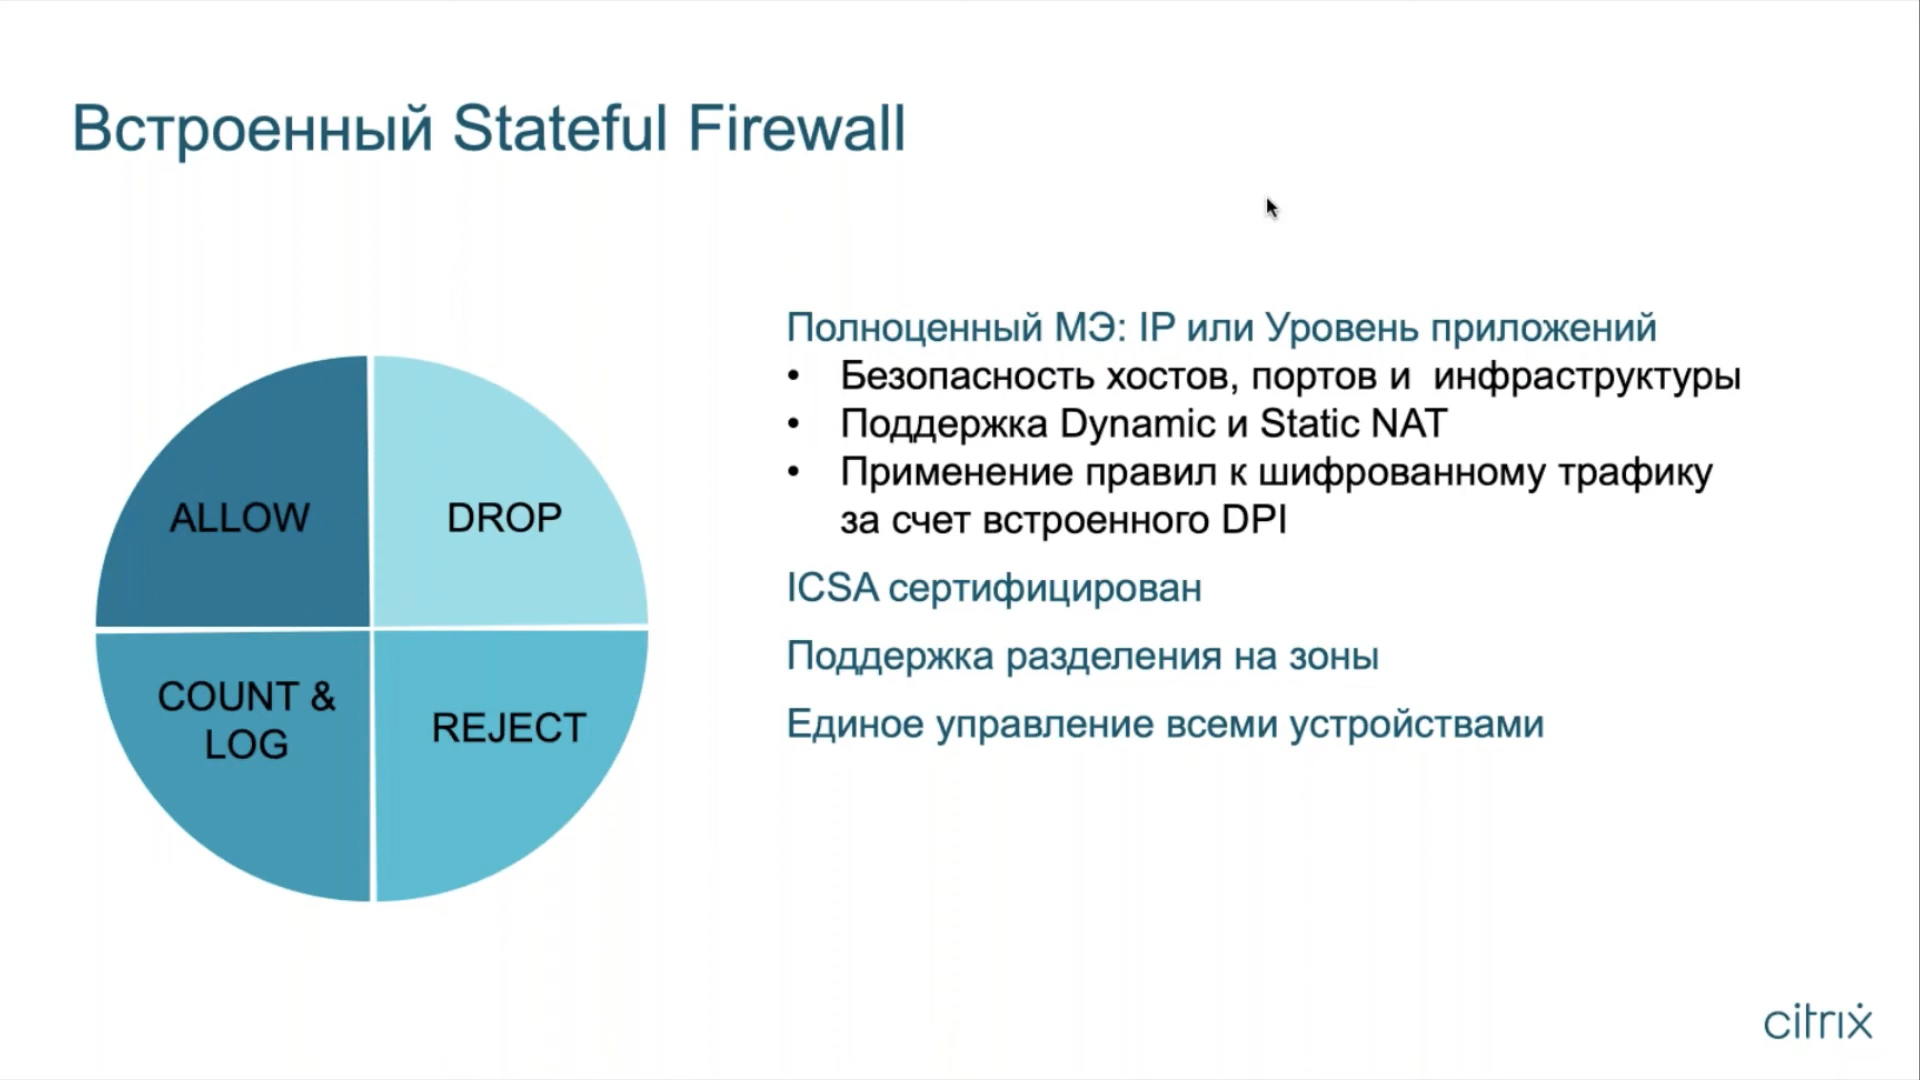 Встроенный Stateful Firewall
ALLOW
DROP
COUNT &
LOG
REJECT
Полноценный МЭ: IP или Уровень приложений
• Безопасность хостов, портов и инфраструктуры
• Поддержка Dynamic и Static NAT
• Применение правил к шифрованному трафику
за счет встроенного DPI
ICSA сертифицирован
Поддержка разделения на зоны
Единое управление всеми устройствами
citrix